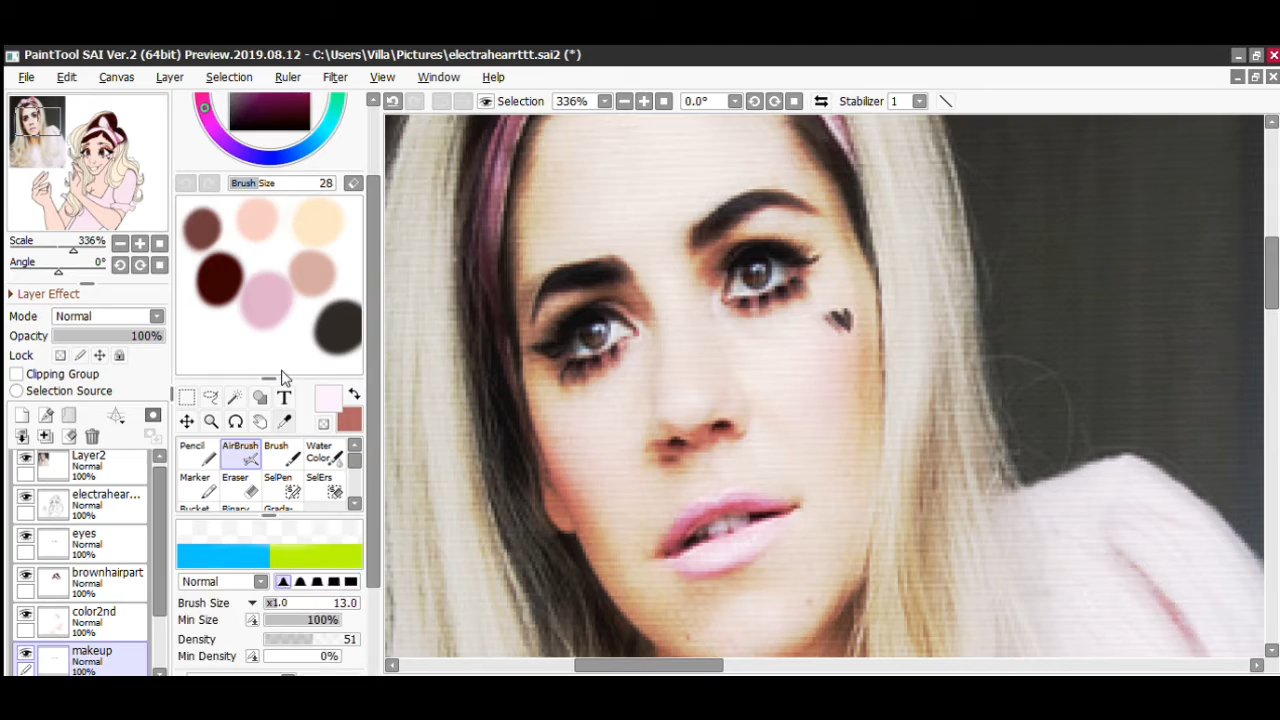 PaintTool SAI Ver.2 (64bit) Preview.2019.08.12 - C:\Users\Villa\Pictures\electrahearrttt.sai2 (*)
File Edit Canvas Layer Selection Ruler Filter View Window Help
Selection 336% 0.0° Stabilizer 1
Brush Size 28
Scale 336%
Angle 0°
Layer Effect
Mode Normal
Opacity 100%
Lock
Clipping Group
Selection Source
Layer2
Normal
100%
electrahear...
Normal
100%
eyes
Normal
100%
brownhairpart
Normal
100%
color2nd
Normal
100%
makeup
Normal
100%
T
Pencil AirBrush Brush Water
Color
Marker Eraser SelPen SelErs
Bucket Binary Grada-
Normal
Brush Size x1.0 13.0
Min Size 100%
Density 51
Min Density 0%